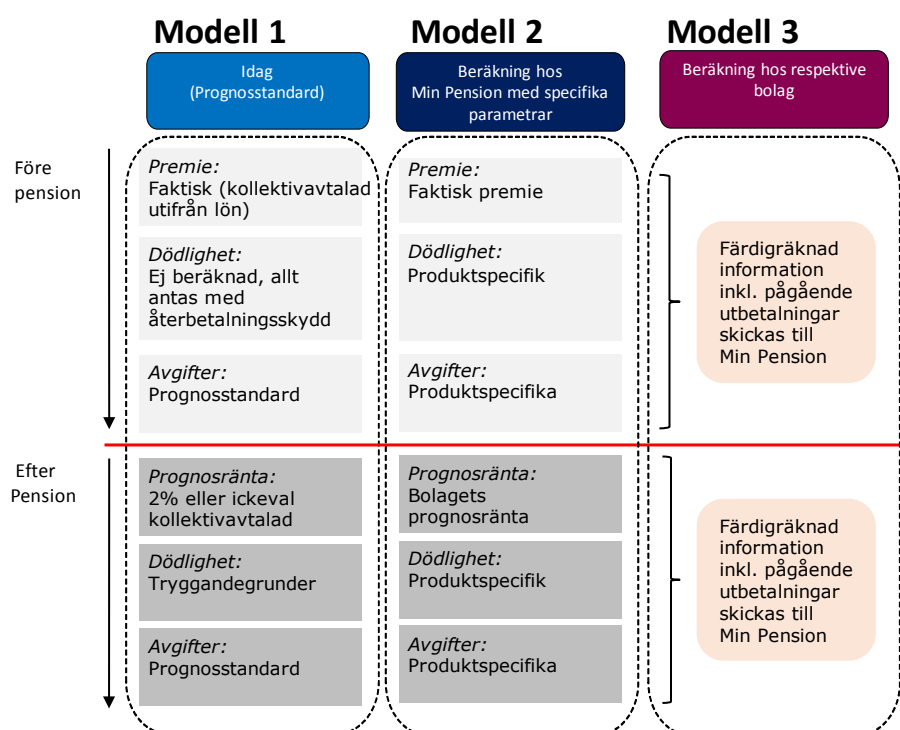 Modell 1
Modell 2
Modell 3
Idag
(Prognosstandard)
Beräkning hos
Min Pension med specifika
parametrar
Beräkning hos respektive
bolag
Före
pension
Premie:
Faktisk (kollektivavtalad
utifrån lön)
Dödlighet:
Ej beräknad, allt
antas med
återbetalningsskydd
Avgifter:
Prognosstandard
Premie:
Faktisk premie
Dödlighet:
Produktspecifik
Avgifter:
Produktspecifika
Färdigräknad
information
inkl. pågående
utbetalningar
skickas till
Min Pension
Efter
Pension
Prognosränta:
2% eller ickeval
kollektivavtalad
Dödlighet:
Tryggandegrunder
Avgifter:
Prognosstandard
Prognosränta:
Bolagets
prognosränta
Dödlighet:
Produktspecifik
Avgifter:
Produktspecifika
Färdigräknad
information
inkl. pågående
utbetalningar
skickas till
Min Pension